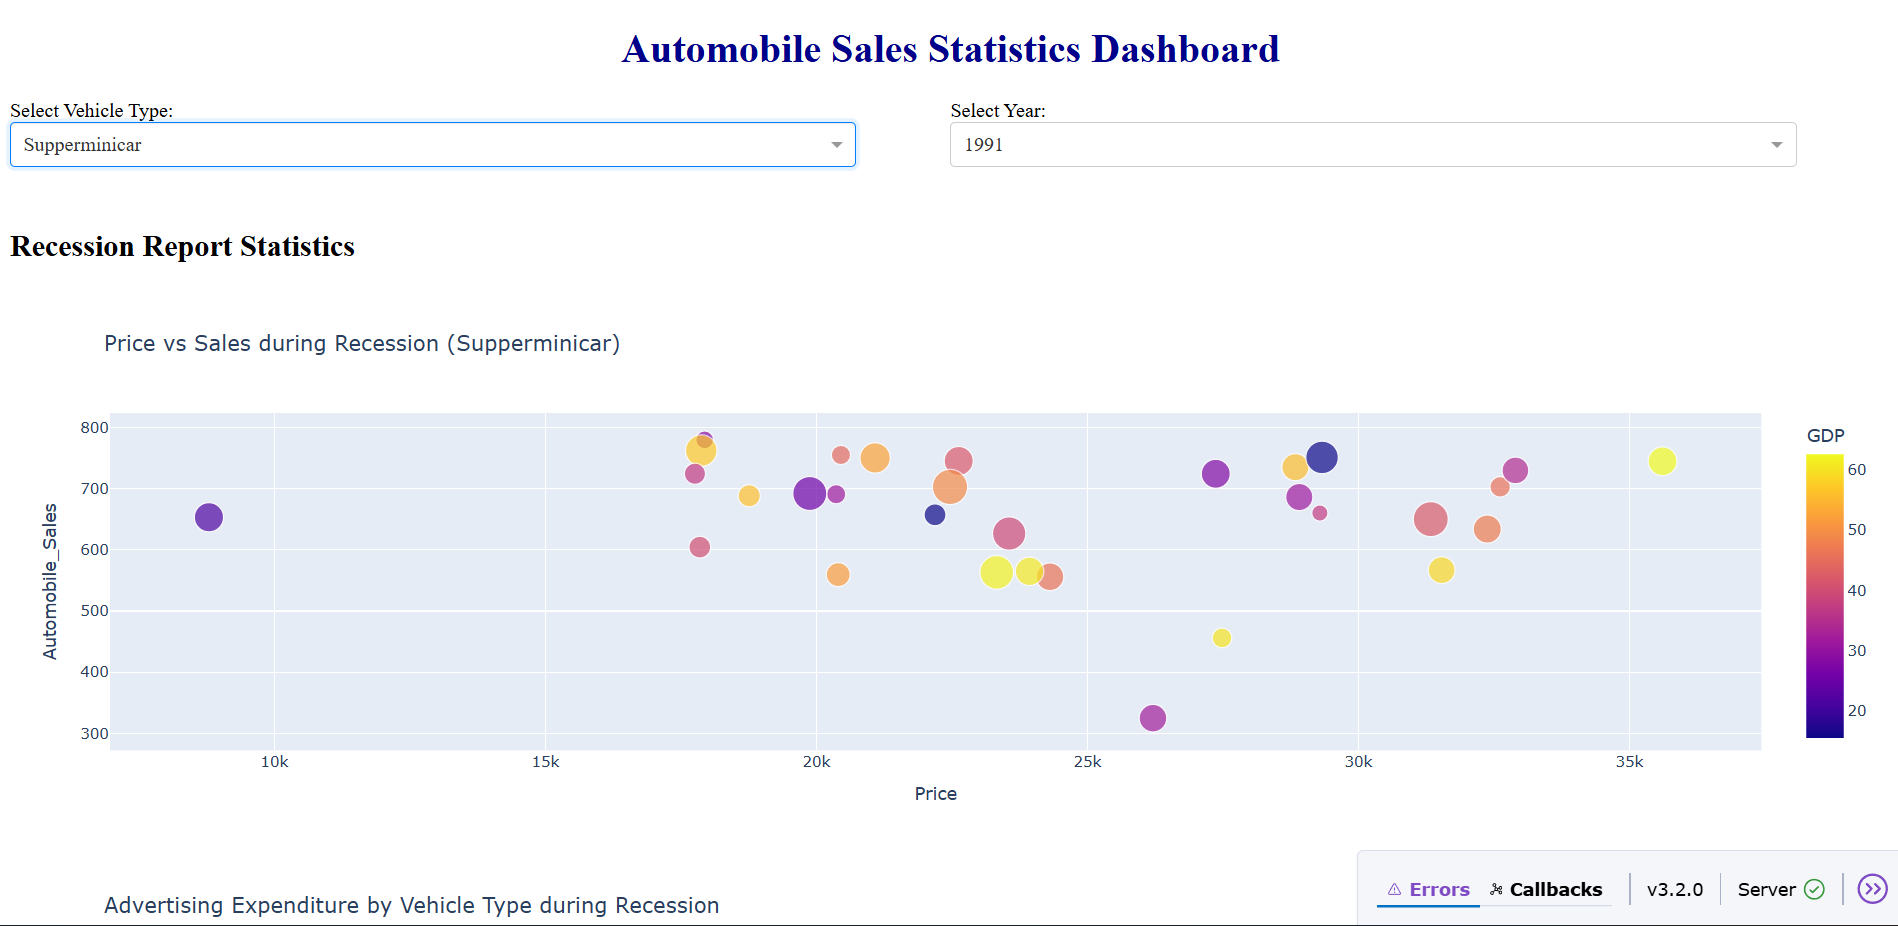 Automobile Sales Statistics Dashboard
Select Vehicle Type:
Select Year:
Supperminicar
1991
Recession Report Statistics
Price vs Sales during Recession (Supperminicar)
GDP
800
700
600
500
400
300
Automobile_Sales
60
50
40
30
20
10k 15k 20k 25k 30k 35k
Price
Advertising Expenditure by Vehicle Type during Recession
Errors Callbacks v3.2.0 Server